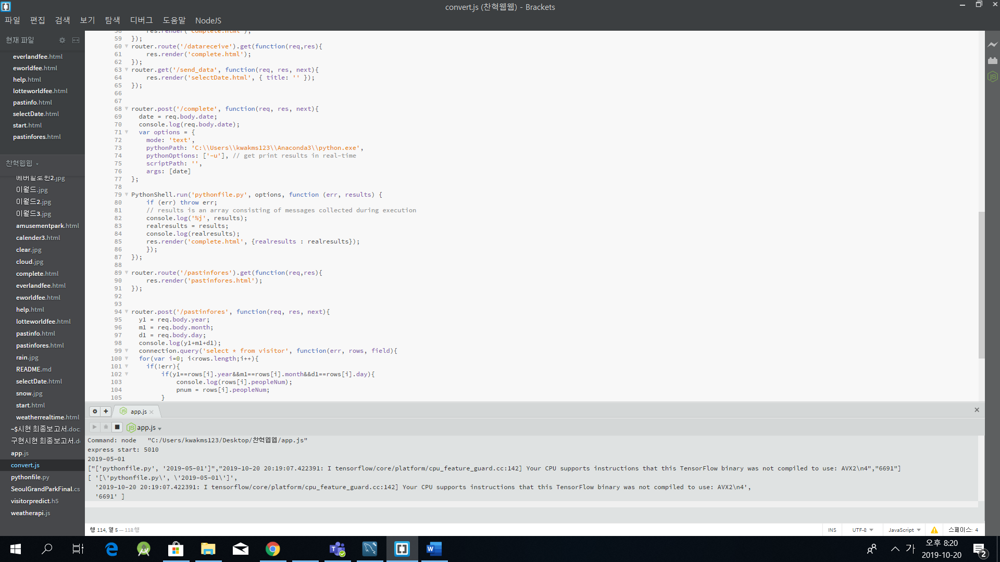 convert.js (찬혁웹웹) - Brackets
파일 편집 검색 보기 탐색 디버그 도움말 NodeJS
현재 파일
everlandfee.html
eworldfee.html
help.html
lotteworldfee.html
pastinfo.html
selectDate.html
start.html
pastinfores.html
찬혁웹웹
에버할로윈2.jpg
이월드.jpg
이월드2.jpg
이월드3.jpg
amusementpark.html
calender3.html
clear.jpg
cloud.jpg
complete.html
everlandfee.html
eworldfee.html
help.html
lotteworldfee.html
pastinfo.html
pastinfores.html
rain.jpg
README.md
selectDate.html
snow.jpg
start.html
weatherrealtime.html
~$시현 최종보고서.doc
구현시현 최종보고서.d
app.js
convert.js
pythonfile.py
SeoulGrandParkFinal.cs
visitorpredict.h5
weatherapi.js
58 res.render('complete.html');
59 });
60 router.route('/datareceive').get(function(req,res){
61 res.render('complete.html');
62 });
63 router.get('/send_data', function(req, res, next){
64 res.render('selectDate.html', { title: '' });
65 });
66
67
68 router.post('/complete', function(req, res, next){
69 date = req.body.date;
70 console.log(req.body.date);
71 var options = {
72 mode: 'text',
73 pythonPath: 'C:\\Users\\kwakms123\\Anaconda3\\python.exe',
74 pythonOptions: ['-u'], // get print results in real-time
75 scriptPath: '',
76 args: [date]
77 };
78
79 PythonShell.run('pythonfile.py', options, function (err, results) {
80 if (err) throw err;
81 // results is an array consisting of messages collected during execution
82 console.log('%j', results);
83 realresults = results;
84 console.log(realresults);
85 res.render('complete.html', {realresults : realresults});
86 });
87 });
88
89 router.route('/pastinfores').get(function(req,res){
90 res.render('pastinfores.html');
91 });
92
93
94 router.post('/pastinfores', function(req, res, next){
95 y1 = req.body.year;
96 m1 = req.body.month;
97 d1 = req.body.day;
98 console.log(y1+m1+d1);
99 connection.query('select * from visitor', function(err, rows, field){
100 for(var i=0; i<rows.length;i++){
101 if(!err){
102 if(y1==rows[i].year&&m1==rows[i].month&&d1==rows[i].day){
103 console.log(rows[i].peopleNum);
104 pnum = rows[i].peopleNum;
105 }
app.js
app.js
Command: node "C:/Users/kwakms123/Desktop/찬혁웹웹/app.js"
express start: 5010
2019-05-01
["['pythonfile.py', '2019-05-01']","2019-10-20 20:19:07.422391: I tensorflow/core/platform/cpu_feature_guard.cc:142] Your CPU supports instructions that this TensorFlow binary was not compiled to use: AVX2\n4","6691"]
[ '[\'pythonfile.py\', \'2019-05-01\']',
'2019-10-20 20:19:07.422391: I tensorflow/core/platform/cpu_feature_guard.cc:142] Your CPU supports instructions that this TensorFlow binary was not compiled to use: AVX2\n4',
'6691' ]
행 114, 열 5 — 118 행
INS UTF-8 JavaScript 스페이스: 4
가 오후 8:20
2019-10-20
2